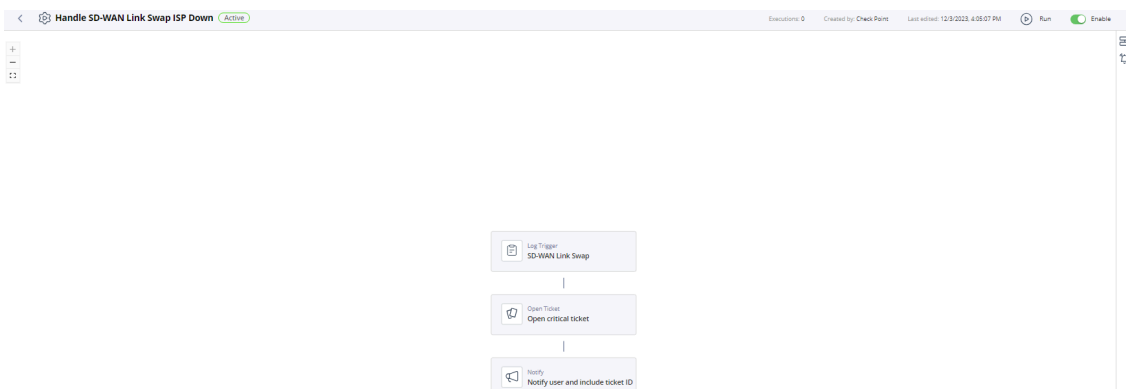 Handle SD-WAN Link Swap ISP Down Active
Executions: 0 Created by: Check Point Last edited: 12/3/2023, 4:05:07 PM Run Enable
Log Trigger
SD-WAN Link Swap
Open Ticket
Open critical ticket
Notify
Notify user and include ticket ID